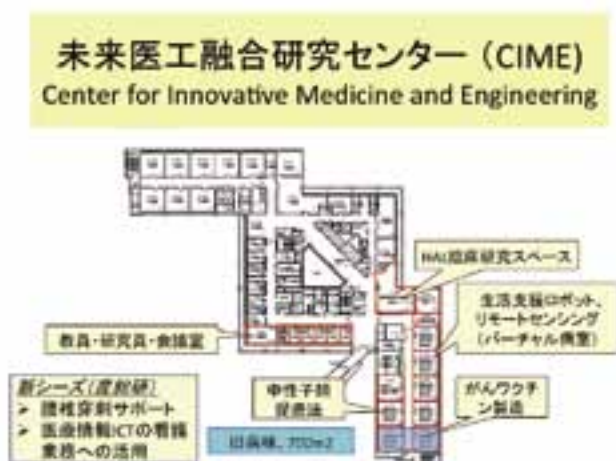 未来医工融合研究センター（CIME)
Center for Innovative Medicine and Engineering
HAL臨床研究スペース
生活支援ロボット、
リモートセンシング
(バーチャル病室)
教員・研究員・会議室
新シーズ(産総研)
➢ 腰椎穿刺サポート
➢ 医療情報ICTの看護
業務への活用
中性子捕捉療法
がんワクチ
ン製造
旧病棟、700m2